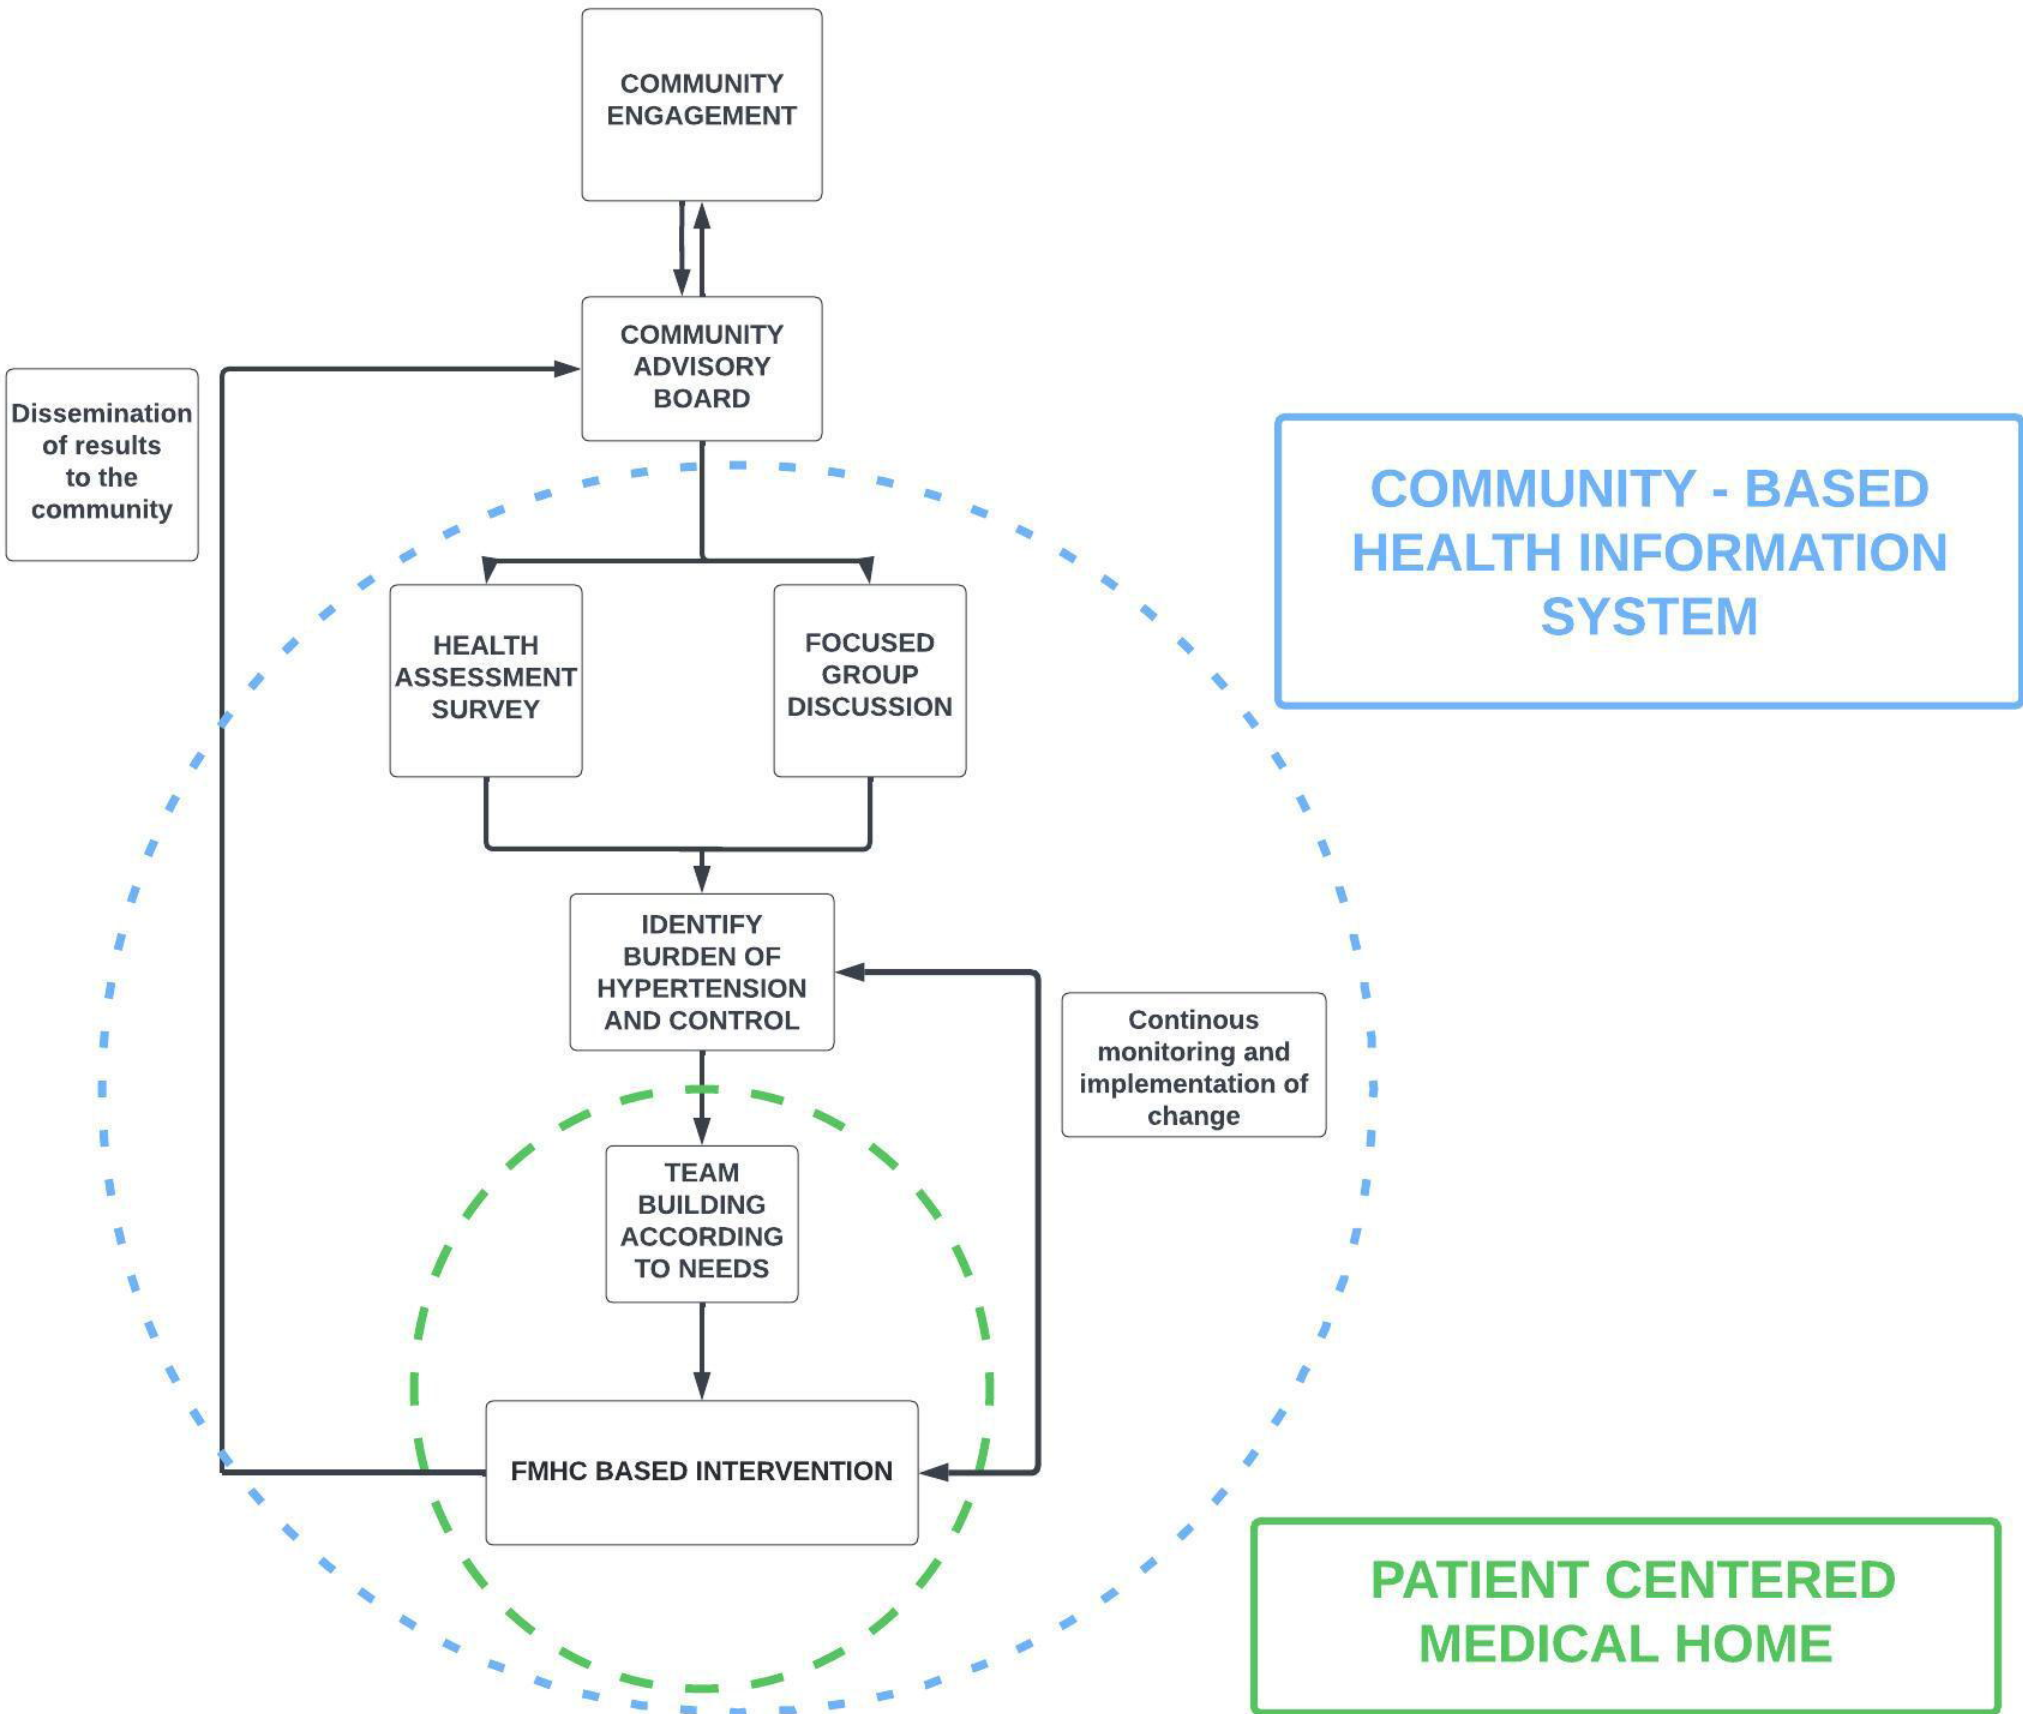 COMMUNITY
ENGAGEMENT
COMMUNITY
ADVISORY
BOARD
Dissemination
of results
to the
community
COMMUNITY - BASED
HEALTH INFORMATION
SYSTEM
HEALTH
ASSESSMENT
SURVEY
FOCUSED
GROUP
DISCUSSION
IDENTIFY
BURDEN OF
HYPERTENSION
AND CONTROL
Continous
monitoring and
implementation of
change
TEAM
BUILDING
ACCORDING
TO NEEDS
FMHC BASED INTERVENTION
PATIENT CENTERED
MEDICAL HOME